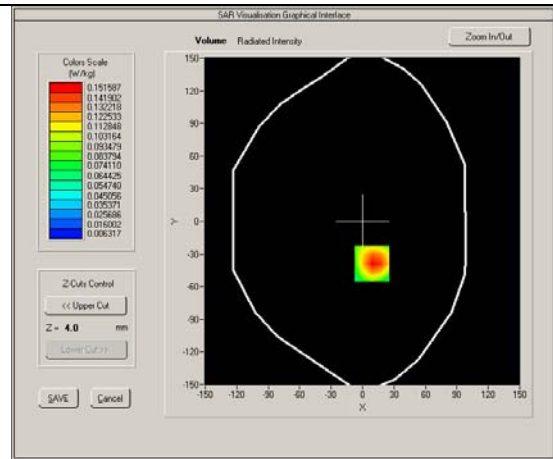 SAR Visualisation Graphical Interface
Volume Radiated Intensity
Zoom In/Out
Colors Scale
(W/kg)
0.151587
0.141902
0.132218
0.122533
0.112848
0.103164
0.093479
0.083794
0.074110
0.064425
0.054740
0.045056
0.035371
0.025686
0.016002
0.006317
Z-Cuts Control
<< Upper Cut
Z = 4.0 mm
Lower Cut >>
SAVE
Cancel
150-
120-
90-
60-
30-
0-
-30-
-60-
-90-
-120-
-150-
Y
-150 -120 -90 -60 -30 0 30 60 90 120 150
X